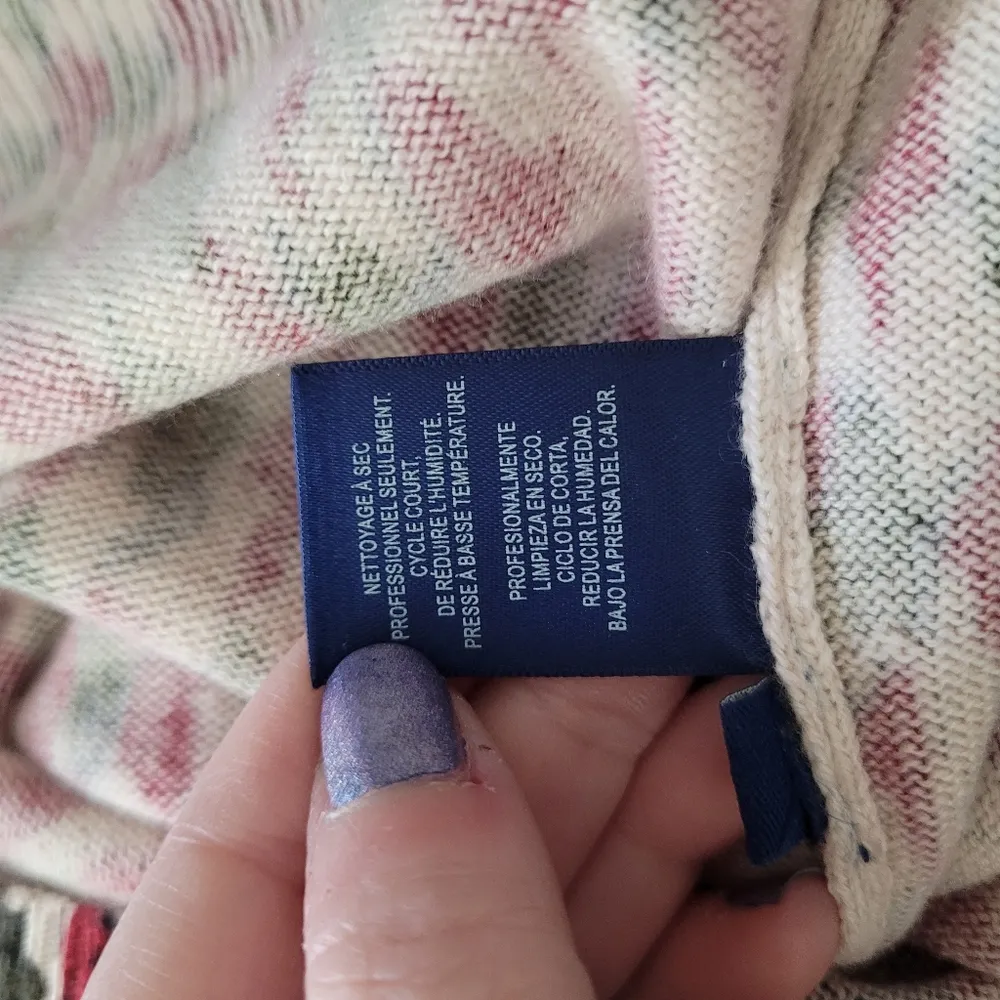 NETTOYAGE À SEC
PROFESSIONNEL SEULEMENT.
CYCLE COURT.
DE RÉDUIRE L'HUMIDITÉ.
PRESSE À BASSE TEMPÉRATURE.
PROFESIONALMENTE
LIMPIEZA EN SECO.
CICLO DE CORTA,
REDUCIR LA HUMEDAD.
BAJO LA PRENSA DEL CALOR.